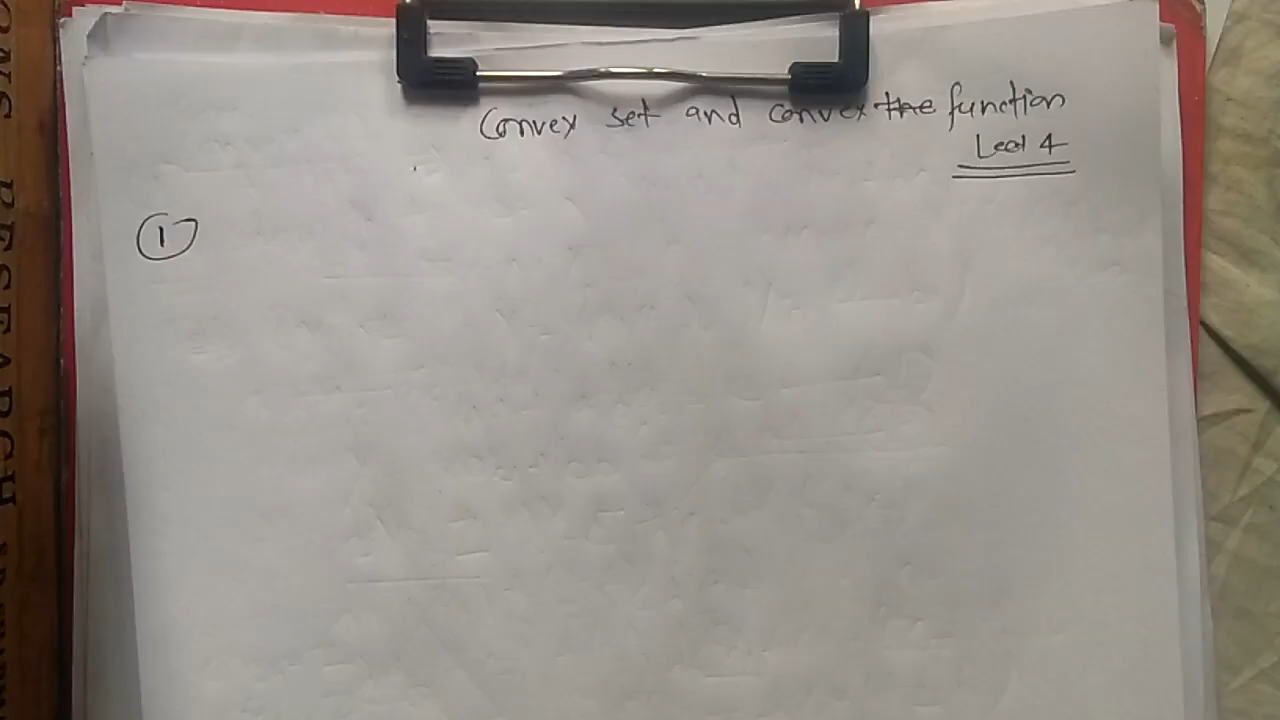 Convex set and convex the function
Lect 4
1